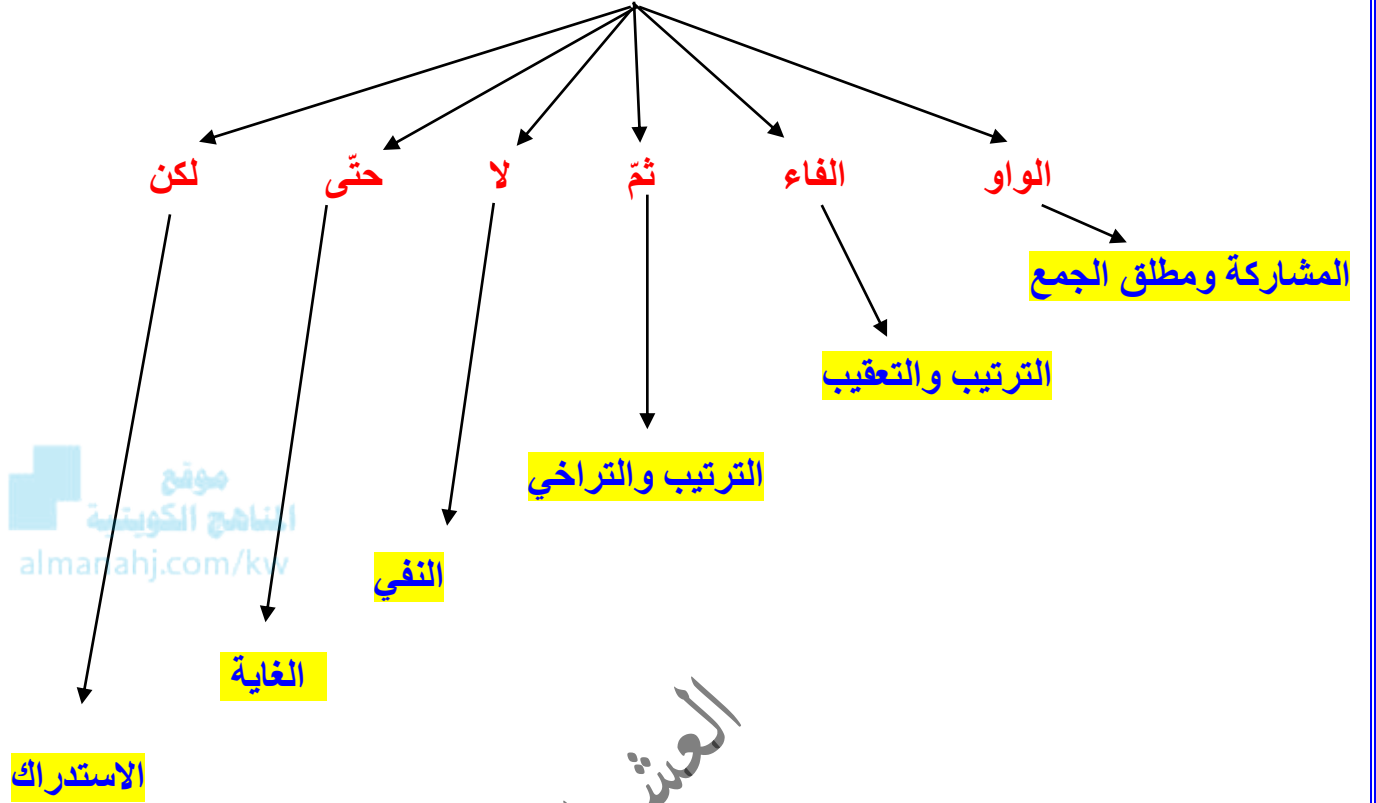 الواو الفاء ثمّ لا حتّى لكن
المشاركة ومطلق الجمع
الترتيب والتعقيب
الترتيب والتراخي
موقع
المناهج الكويتية
almanahj.com/kw
النفي
الغاية
الاستدراك